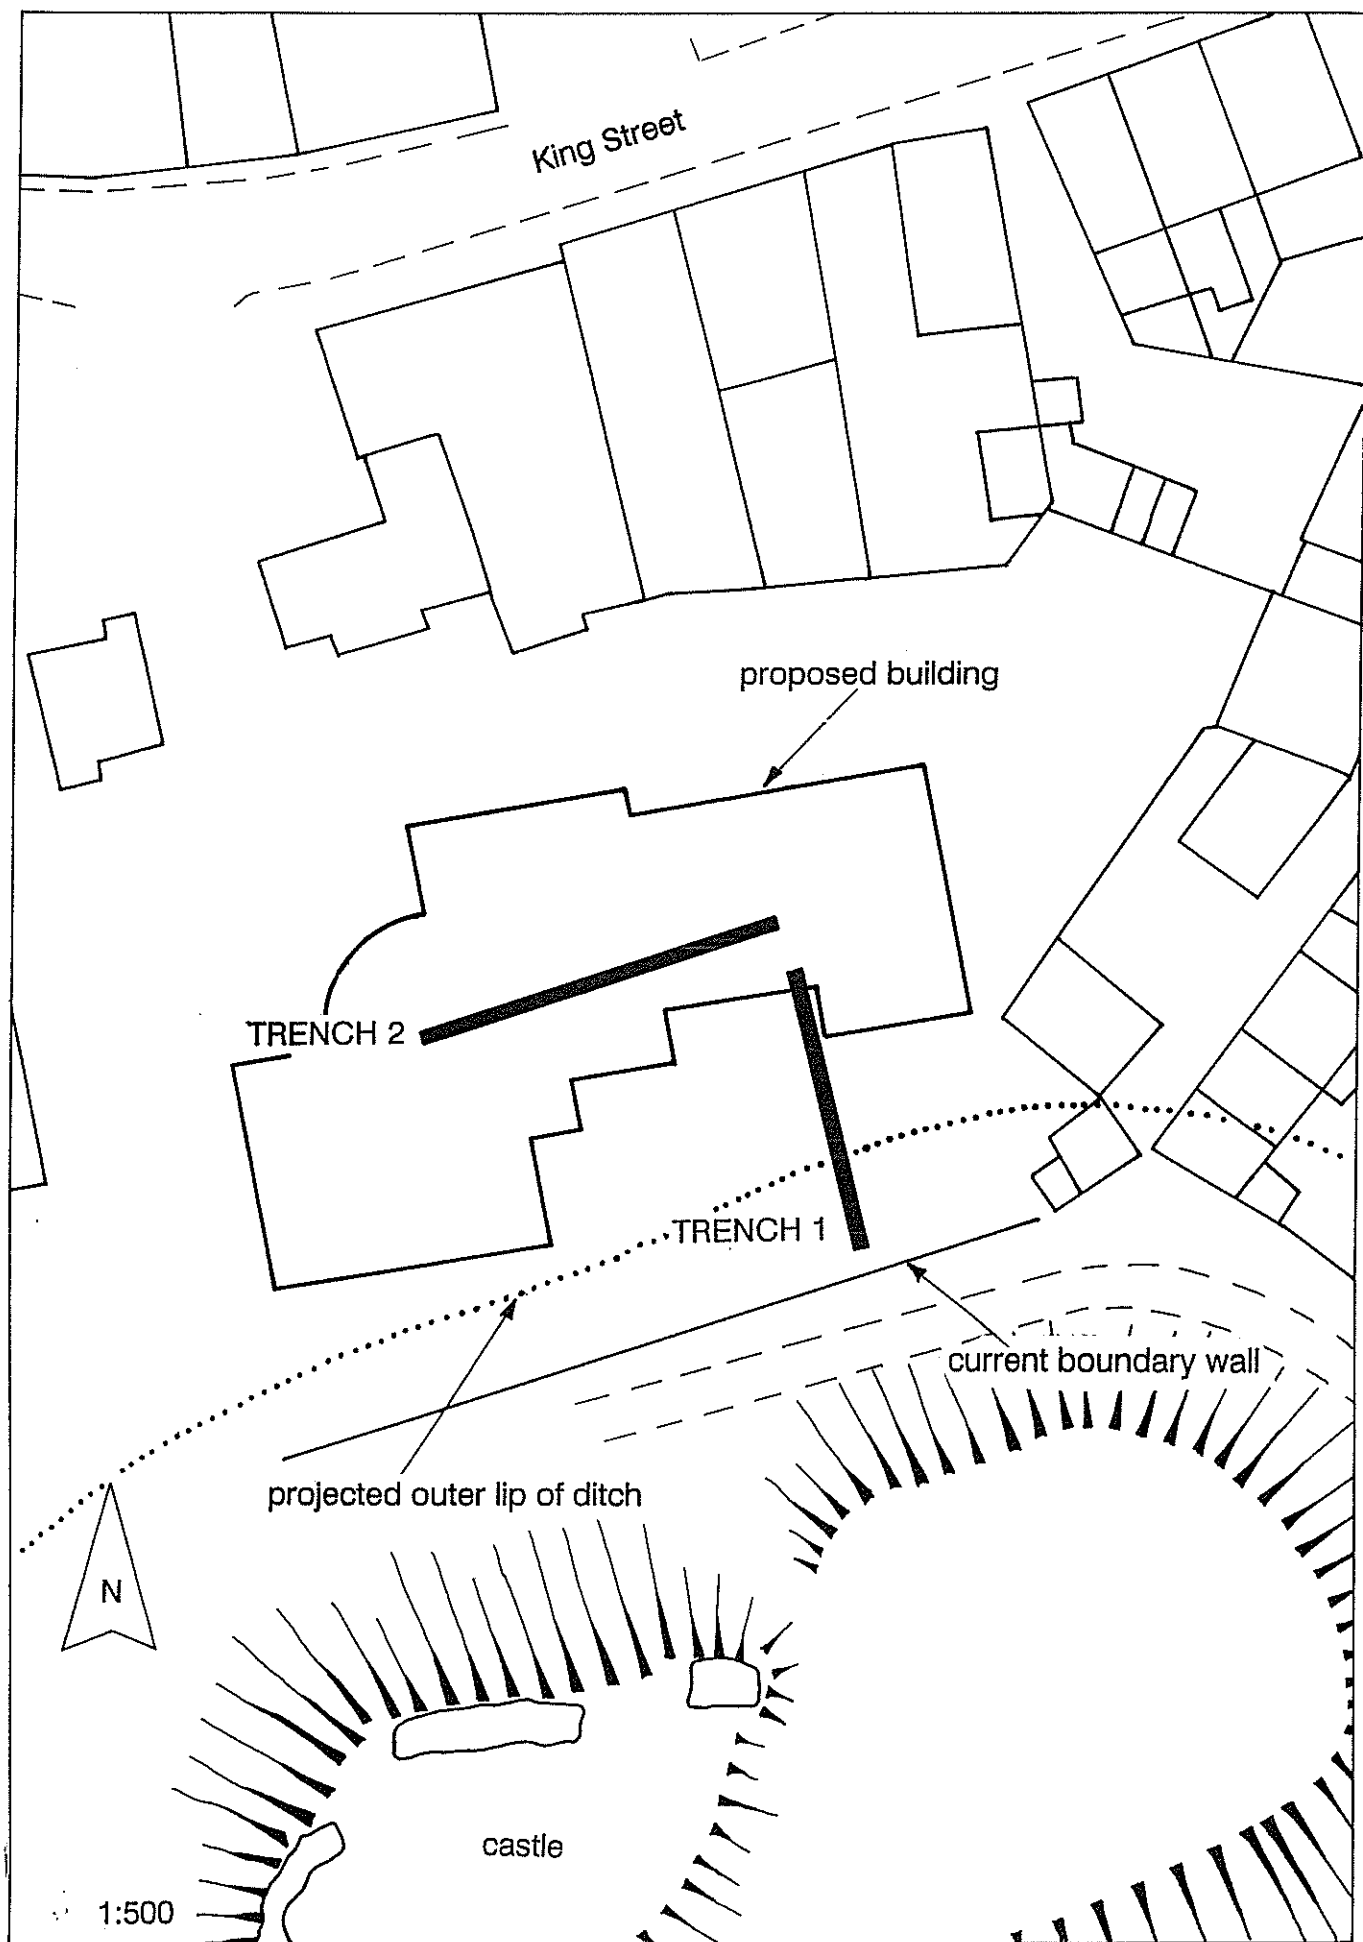 King Street
proposed building
TRENCH 2
TRENCH 1
current boundary wall
projected outer lip of ditch
N
castle
1:500